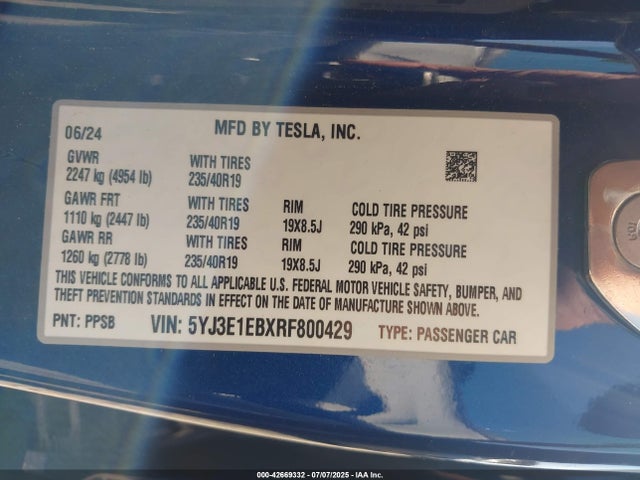 06/24 MFD BY TESLA, INC.
GVWR WITH TIRES
2247 kg (4954 lb) 235/40R19
GAWR FRT WITH TIRES RIM COLD TIRE PRESSURE
1110 kg (2447 lb) 235/40R19 19X8.5J 290 kPa, 42 psi
GAWR RR WITH TIRES RIM COLD TIRE PRESSURE
1260 kg (2778 lb) 235/40R19 19X8.5J 290 kPa, 42 psi
THIS VEHICLE CONFORMS TO ALL APPLICABLE U.S. FEDERAL MOTOR VEHICLE SAFETY, BUMPER, AND
THEFT PREVENTION STANDARDS IN EFFECT ON THE DATE OF MANUFACTURE SHOWN ABOVE.
PNT: PPSB VIN: 5YJ3E1EBXRF800429 TYPE: PASSENGER CAR
000-42669332 - 07/07/2025 - IAA Inc.